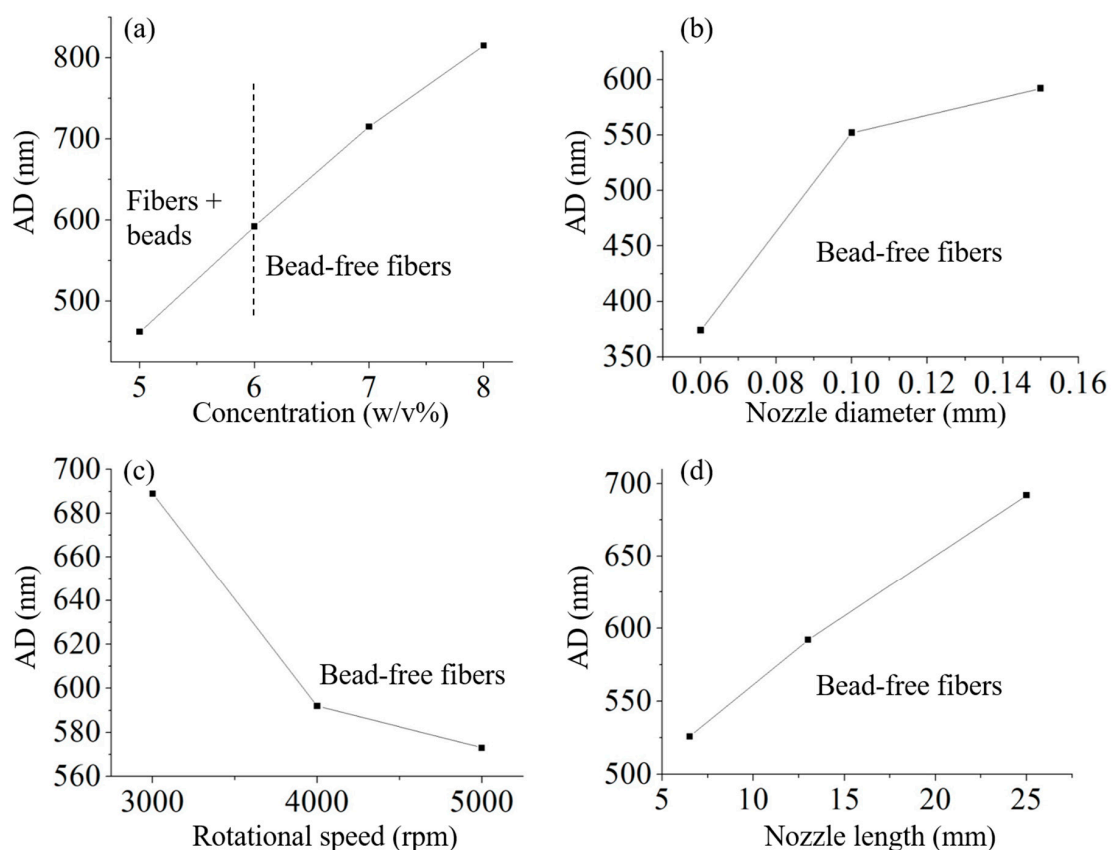 (a)
AD (nm)
800
700
600
500
Fibers +
beads
Bead-free fibers
5 6 7 8
Concentration (w/v%)
(b)
AD (nm)
600
550
500
450
400
350
Bead-free fibers
0.06 0.08 0.10 0.12 0.14 0.16
Nozzle diameter (mm)
(c)
AD (nm)
700
680
660
640
620
600
580
560
Bead-free fibers
3000 4000 5000
Rotational speed (rpm)
(d)
AD (nm)
700
650
600
550
500
Bead-free fibers
5 10 15 20 25
Nozzle length (mm)